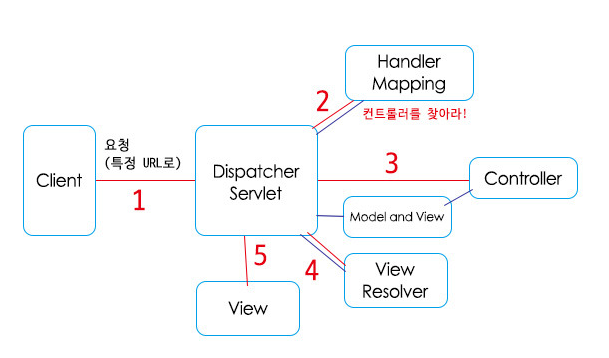 Handler
Mapping
2
컨트롤러를 찾아라!
요청
(특정 URL로)
Client
1
Dispatcher
Servlet
3
Controller
Model and View
5
4
View
Resolver
View